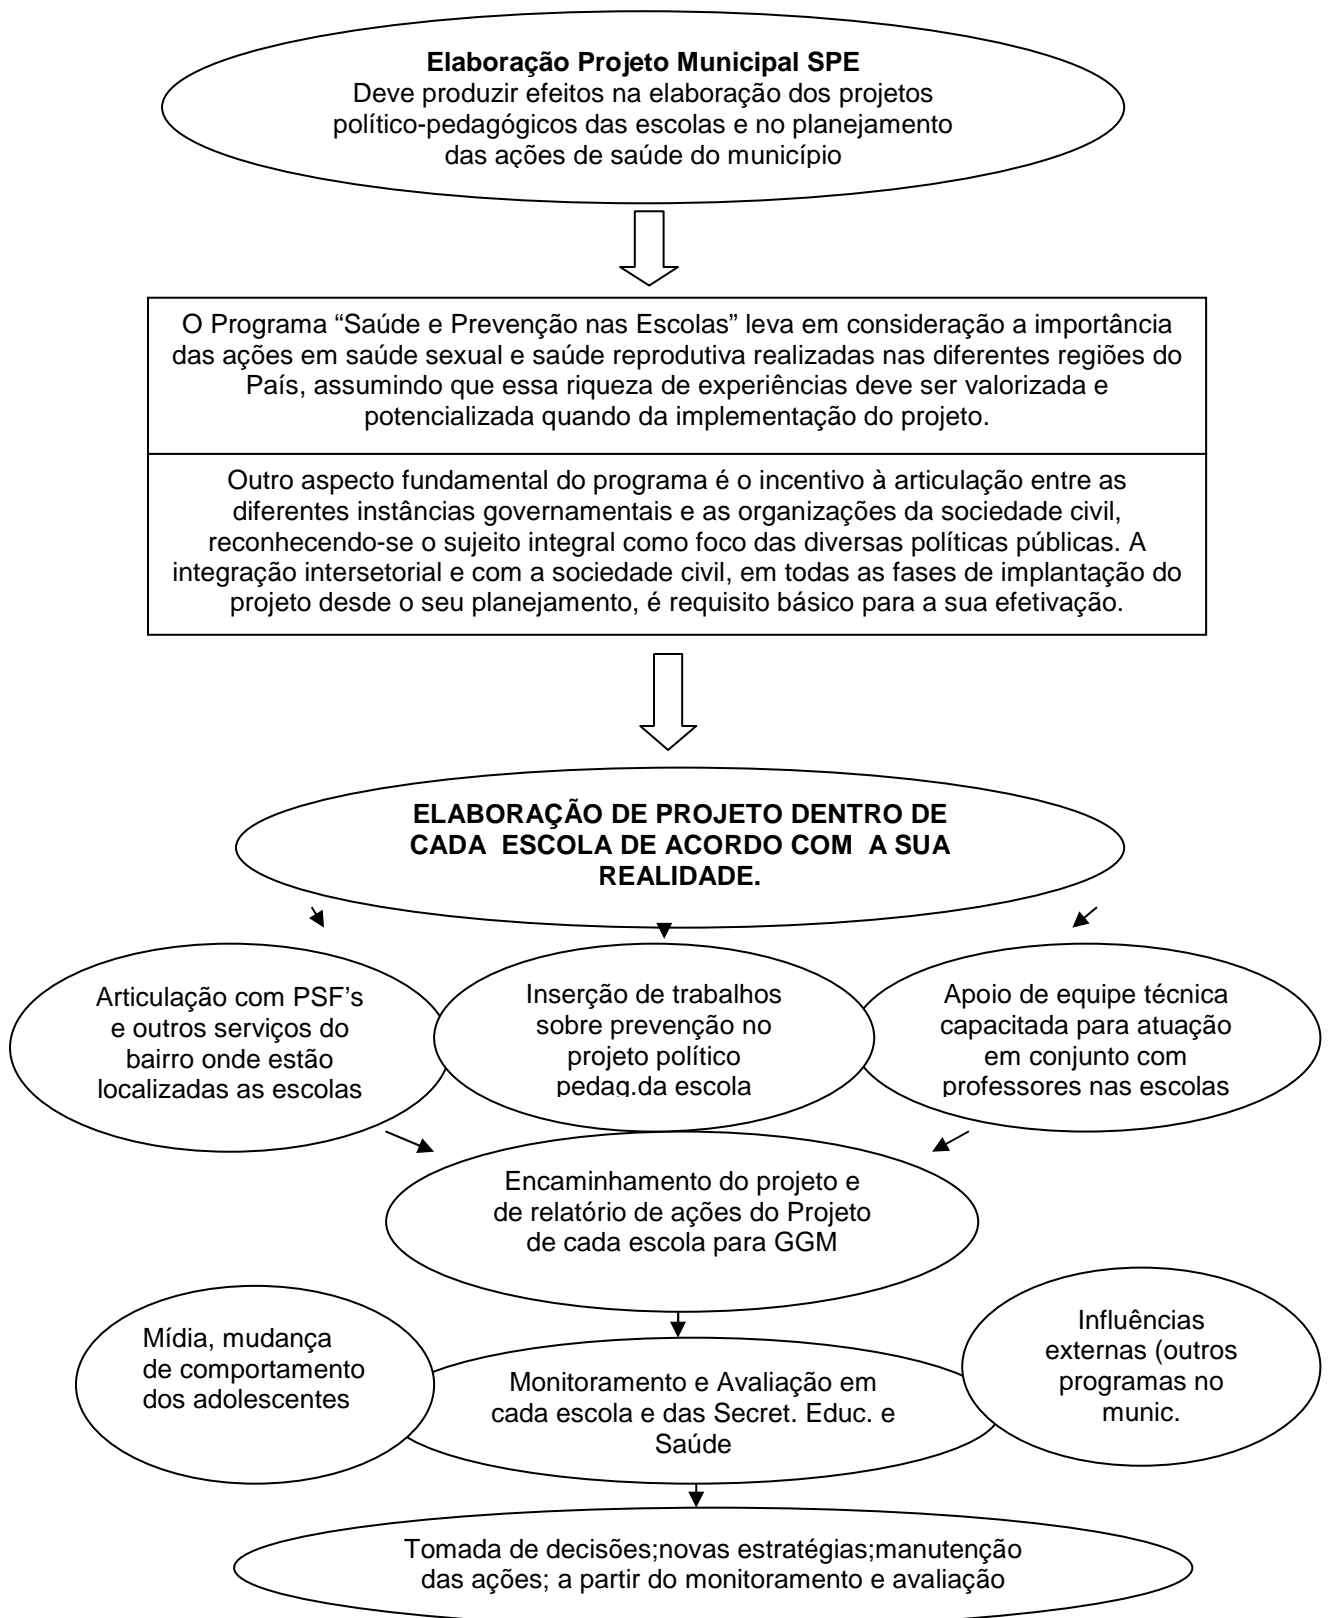 Elaboração Projeto Municipal SPE
Deve produzir efeitos na elaboração dos projetos
político-pedagógicos das escolas e no planejamento
das ações de saúde do município
O Programa “Saúde e Prevenção nas Escolas” leva em consideração a importância
das ações em saúde sexual e saúde reprodutiva realizadas nas diferentes regiões do
País, assumindo que essa riqueza de experiências deve ser valorizada e
potencializada quando da implementação do projeto.
Outro aspecto fundamental do programa é o incentivo à articulação entre as
diferentes instâncias governamentais e as organizações da sociedade civil,
reconhecendo-se o sujeito integral como foco das diversas políticas públicas. A
integração intersetorial e com a sociedade civil, em todas as fases de implantação do
projeto desde o seu planejamento, é requisito básico para a sua efetivação.
ELABORAÇÃO DE PROJETO DENTRO DE
CADA ESCOLA DE ACORDO COM A SUA
REALIDADE.
Articulação com PSF’s
e outros serviços do
bairro onde estão
localizadas as escolas
Inserção de trabalhos
sobre prevenção no
projeto político
pedag.da escola
Apoio de equipe técnica
capacitada para atuação
em conjunto com
professores nas escolas
Encaminhamento do projeto e
de relatório de ações do Projeto
de cada escola para GGM
Mídia, mudança
de comportamento
dos adolescentes
Monitoramento e Avaliação em
cada escola e das Secret. Educ. e
Saúde
Influências
externas (outros
programas no
munic.
Tomada de decisões;novas estratégias;manutenção
das ações; a partir do monitoramento e avaliação